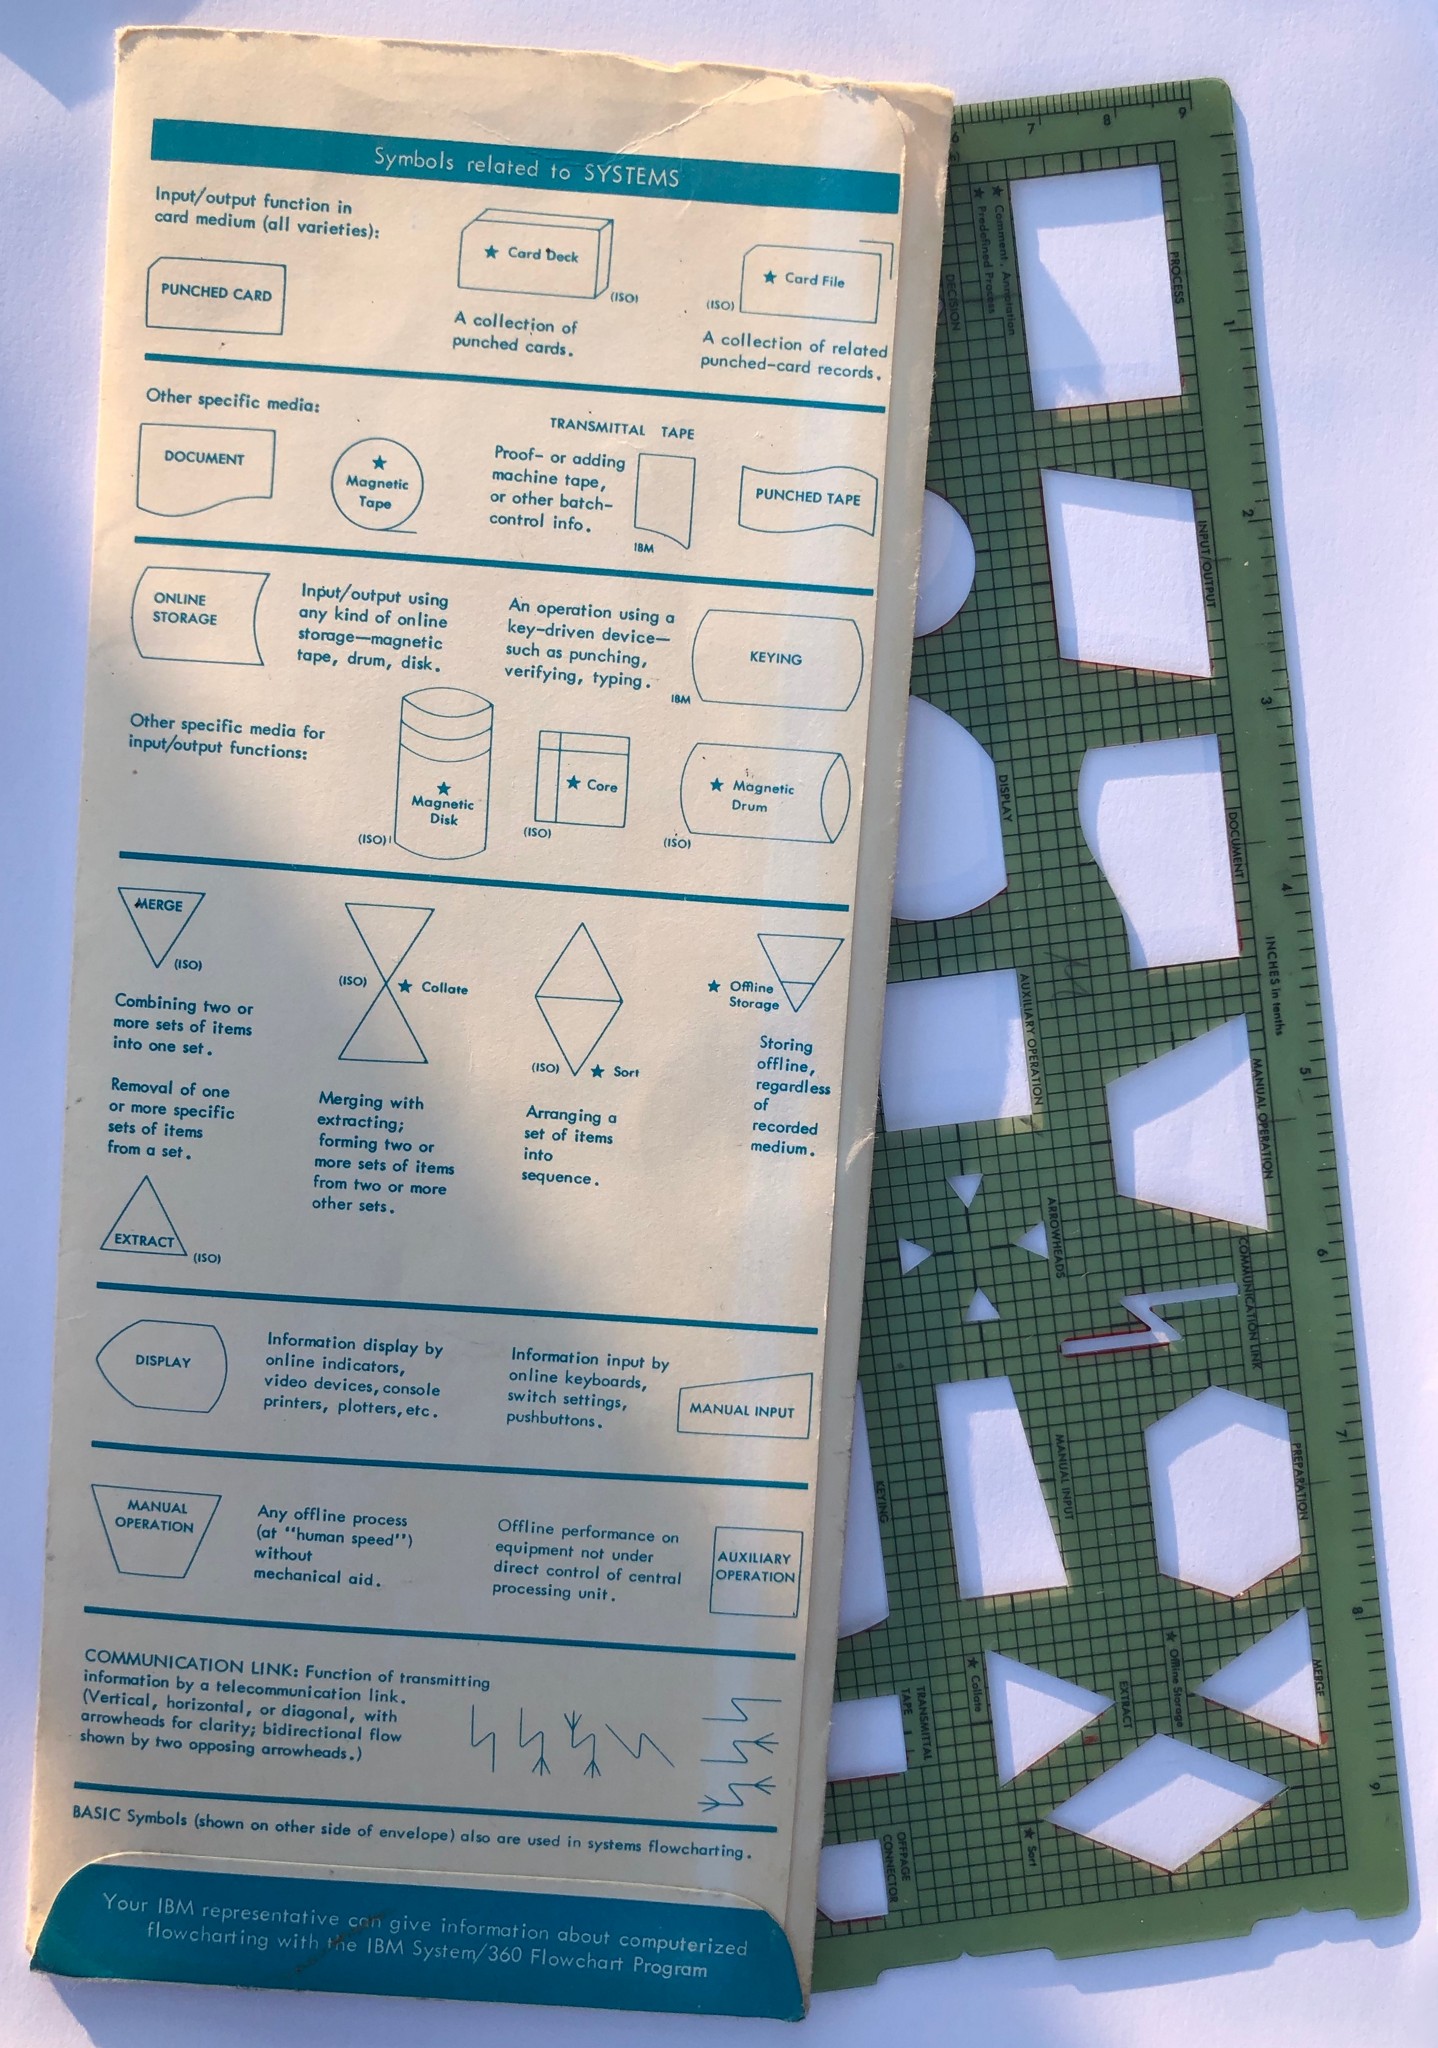 Symbols related to SYSTEMS
Input/output function in
card medium (all varieties):
PUNCHED CARD
★ Card Deck
(ISO)
A collection of
punched cards.
★ Card File
(ISO)
A collection of related
punched-card records.
Other specific media:
DOCUMENT
★
Magnetic
Tape
TRANSMITTAL TAPE
Proof- or adding
machine tape,
or other batch-
control info.
IBM
PUNCHED TAPE
ONLINE
STORAGE
Input/output using
any kind of online
storage—magnetic
tape, drum, disk.
An operation using a
key-driven device—
such as punching,
verifying, typing.
IBM
KEYING
Other specific media for
input/output functions:
★
Magnetic
Disk
(ISO)
★ Core
(ISO)
★ Magnetic
Drum
(ISO)
MERGE
(ISO)
Combining two or
more sets of items
into one set.
Removal of one
or more specific
sets of items
from a set.
EXTRACT
(ISO)
(ISO)
★ Collate
Merging with
extracting;
forming two or
more sets of items
from two or more
other sets.
(ISO)
★ Sort
Arranging a
set of items
into
sequence.
★ Offline
Storage
Storing
offline,
regardless
of
recorded
medium.
DISPLAY
Information display by
online indicators,
video devices, console
printers, plotters, etc.
Information input by
online keyboards,
switch settings,
pushbuttons.
MANUAL INPUT
MANUAL
OPERATION
Any offline process
(at "human speed")
without
mechanical aid.
Offline performance on
equipment not under
direct control of central
processing unit.
AUXILIARY
OPERATION
COMMUNICATION LINK: Function of transmitting
information by a telecommunication link.
(Vertical, horizontal, or diagonal, with
arrowheads for clarity; bidirectional flow
shown by two opposing arrowheads.)
BASIC Symbols (shown on other side of envelope) also are used in systems flowcharting.
Your IBM representative can give information about computerized
flowcharting with the IBM System/360 Flowchart Program
6 7 8 9
★ Comment, Annotation
★ Predefined Process
DECISION
PROCESS
INPUT/OUTPUT
DISPLAY
DOCUMENT
INCHES in tenths
AUXILIARY OPERATION
MANUAL OPERATION
ARROWHEADS
COMMUNICATION LINK
KEYING
MANUAL INPUT
PREPARATION
TRANSMITTAL
TAPE
★ Collate
EXTRACT
★ Offline Storage
MERGE
★ Sort
OFFPAGE
CONNECTOR
1
2
3
4
5
6
7
8
9